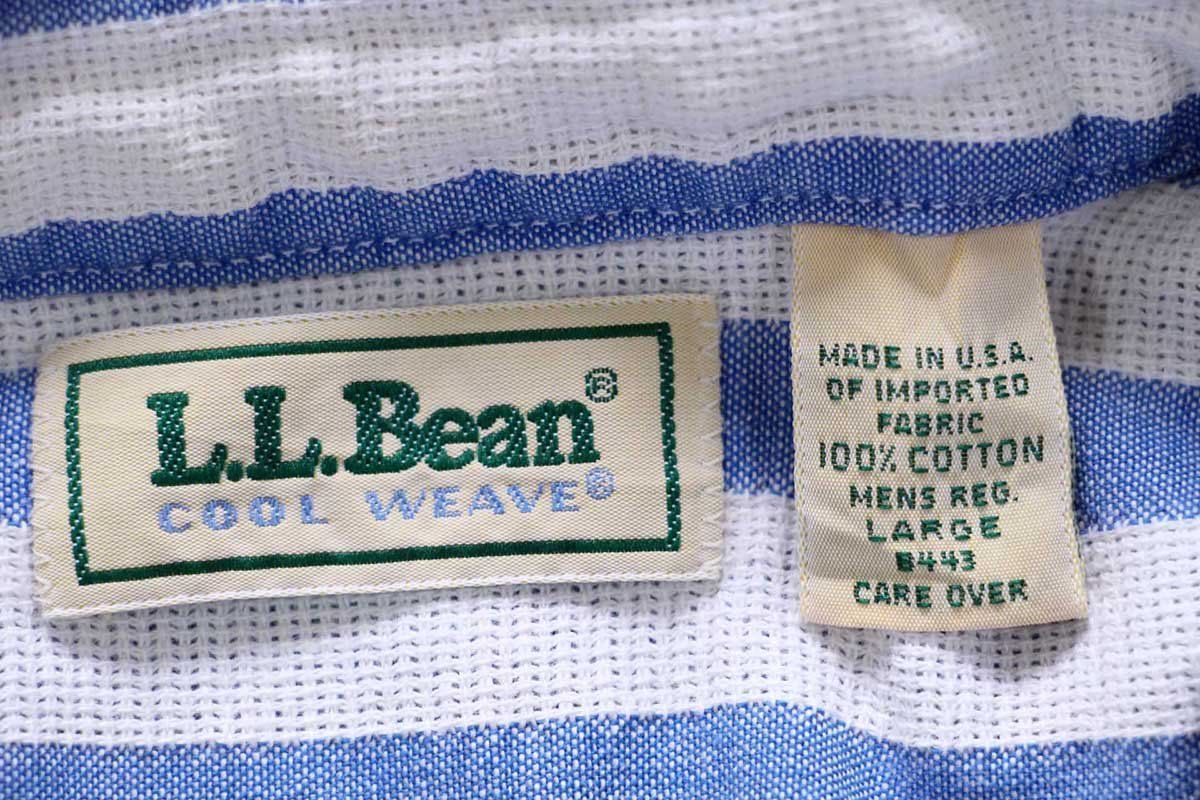 L.L.Bean®
COOL WEAVE®
MADE IN U.S.A.
OF IMPORTED
FABRIC
100% COTTON
MENS REG.
LARGE
B443
CARE OVER